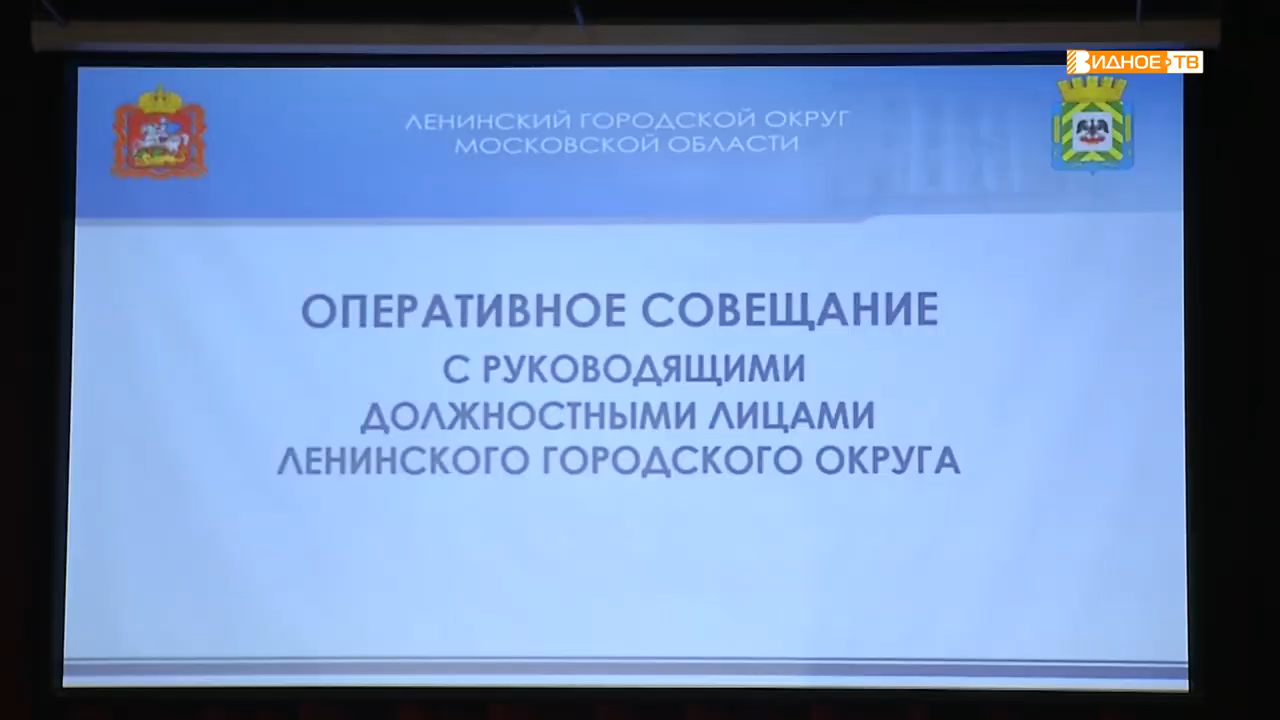 ВИДНОЕ ТВ
ЛЕНИНСКИЙ ГОРОДСКОЙ ОКРУГ
МОСКОВСКОЙ ОБЛАСТИ
ОПЕРАТИВНОЕ СОВЕЩАНИЕ
С РУКОВОДЯЩИМИ
ДОЛЖНОСТНЫМИ ЛИЦАМИ
ЛЕНИНСКОГО ГОРОДСКОГО ОКРУГА